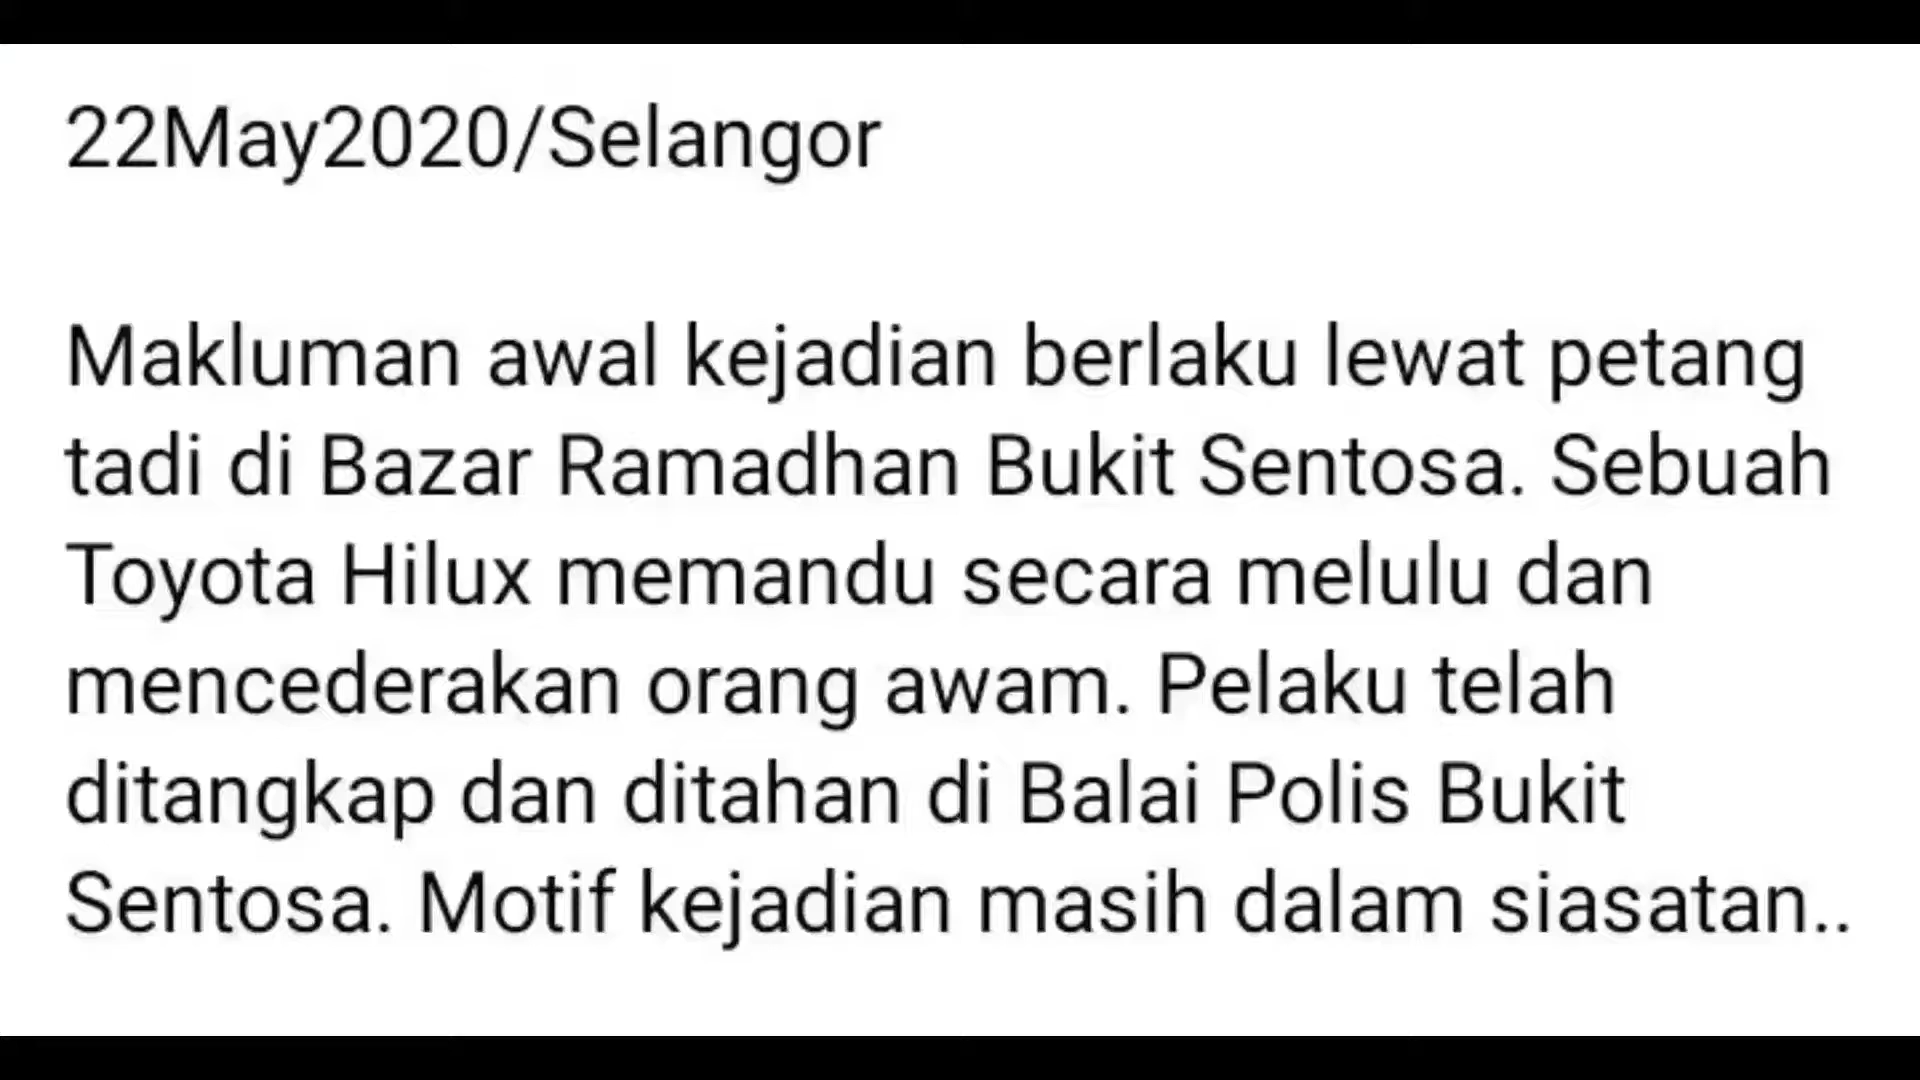 22May2020/Selangor
Makluman awal kejadian berlaku lewat petang
tadi di Bazar Ramadhan Bukit Sentosa. Sebuah
Toyota Hilux memandu secara melulu dan
mencederakan orang awam. Pelaku telah
ditangkap dan ditahan di Balai Polis Bukit
Sentosa. Motif kejadian masih dalam siasatan..